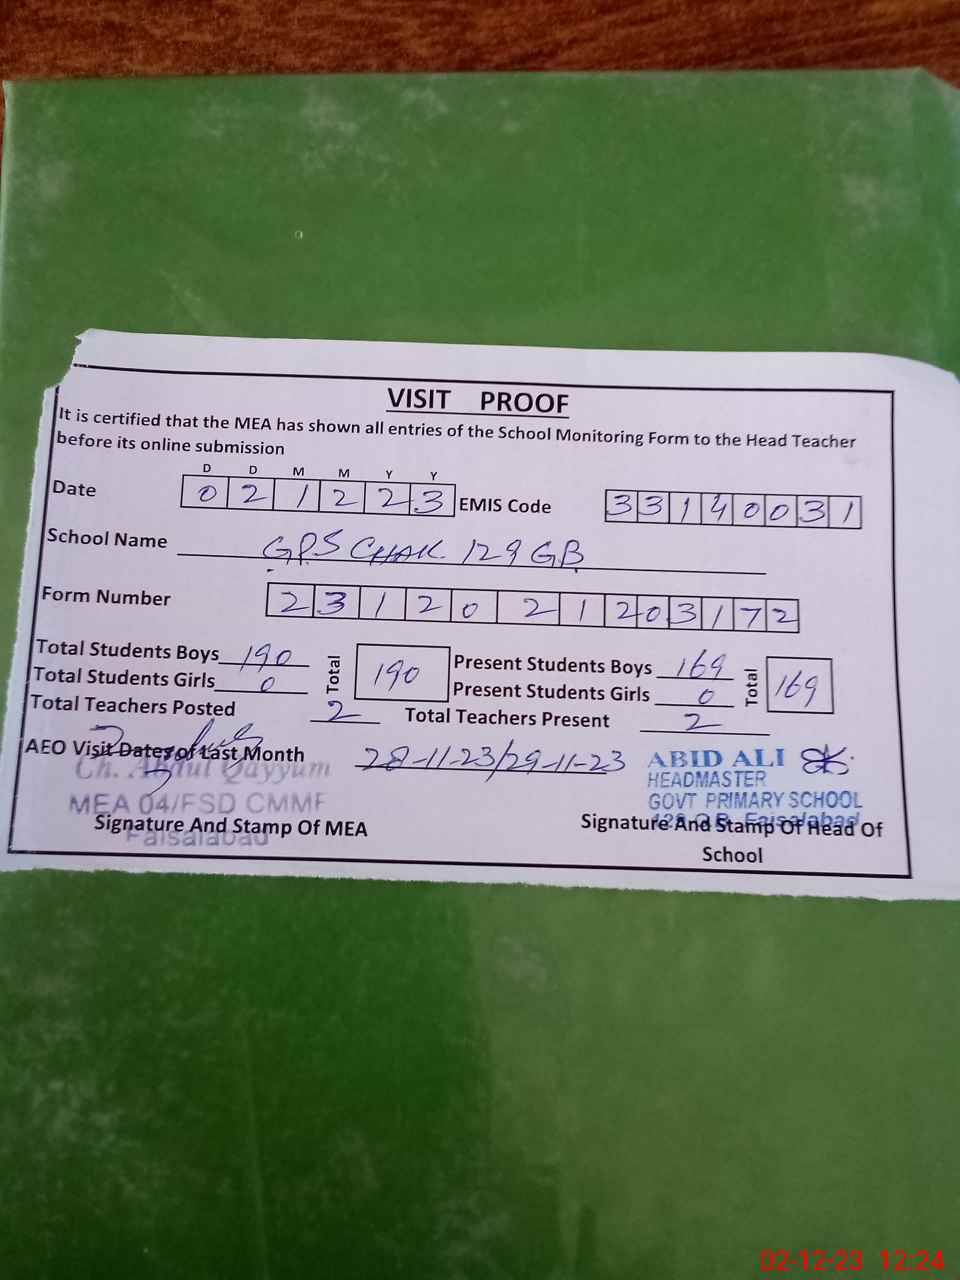 VISIT PROOF
It is certified that the MEA has shown all entries of the School Monitoring Form to the Head Teacher
before its online submission
D D M M Y Y
Date 0 2 1 2 2 3 EMIS Code 3 3 1 4 0 0 3 1
School Name GPS CHAK 129 GB
Form Number 2 3 1 2 0 2 1 2 0 3 1 7 2
Total Students Boys 190 Total 190 Present Students Boys 169 Total 169
Total Students Girls 0 Present Students Girls 0
Total Teachers Posted 2 Total Teachers Present 2
AEO Visit Dates of Last Month 28-11-23/29-11-23
Ch. Abdul Qayyum
MEA 04/FSD CMMF
Faisalabad
Signature And Stamp Of MEA
ABID ALI
HEADMASTER
GOVT PRIMARY SCHOOL
Faisalabad
Signature And Stamp Of Head Of
School
02-12-23 12:24